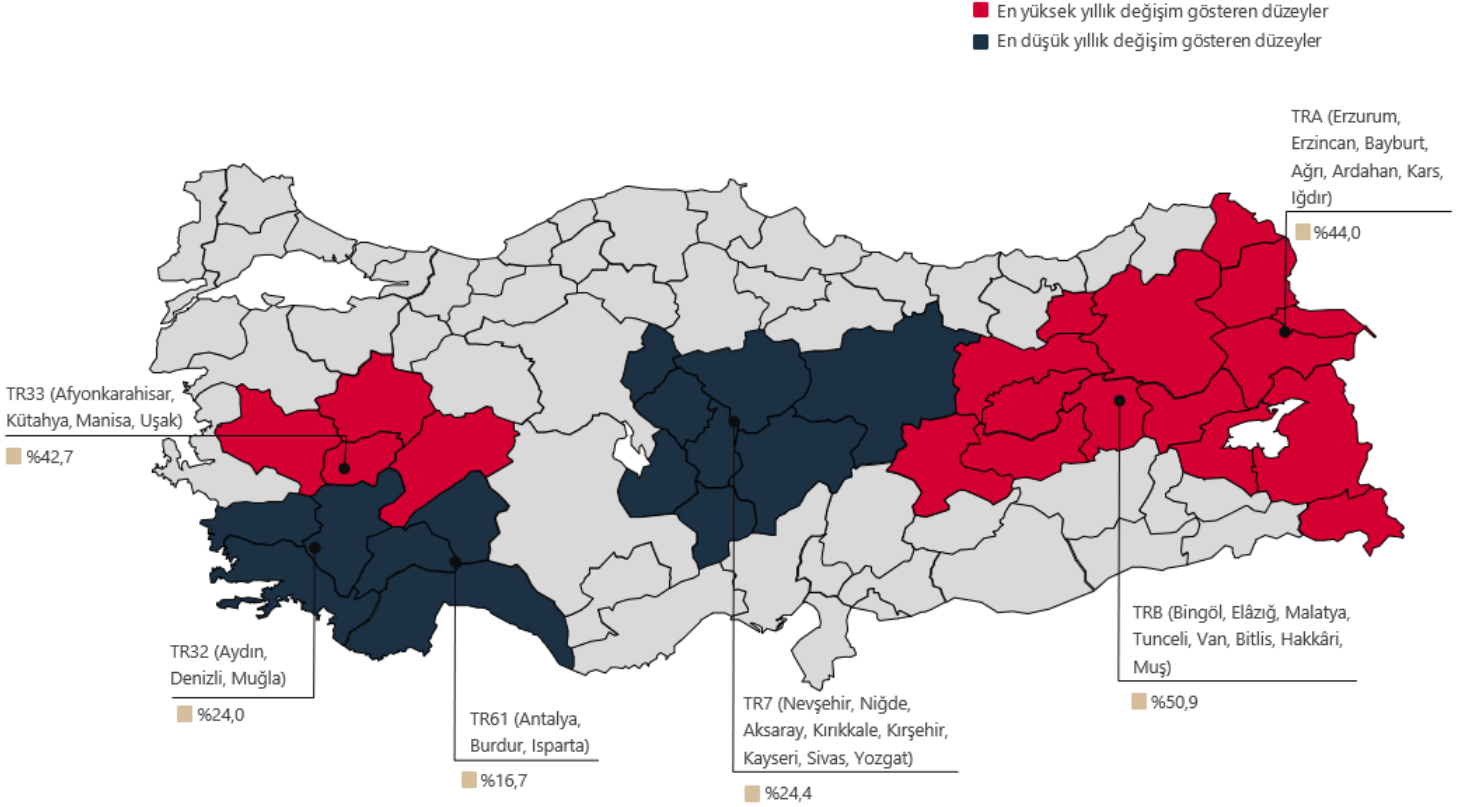 En yüksek yıllık değişim gösteren düzeyler
En düşük yıllık değişim gösteren düzeyler
TRA (Erzurum,
Erzincan, Bayburt,
Ağrı, Ardahan, Kars,
Iğdır)
%44,0
TR33 (Afyonkarahisar,
Kütahya, Manisa, Uşak)
%42,7
TR32 (Aydın,
Denizli, Muğla)
%24,0
TR61 (Antalya,
Burdur, Isparta)
%16,7
TR7 (Nevşehir, Niğde,
Aksaray, Kırıkkale, Kırşehir,
Kayseri, Sivas, Yozgat)
%24,4
TRB (Bingöl, Elâzığ, Malatya,
Tunceli, Van, Bitlis, Hakkâri,
Muş)
%50,9